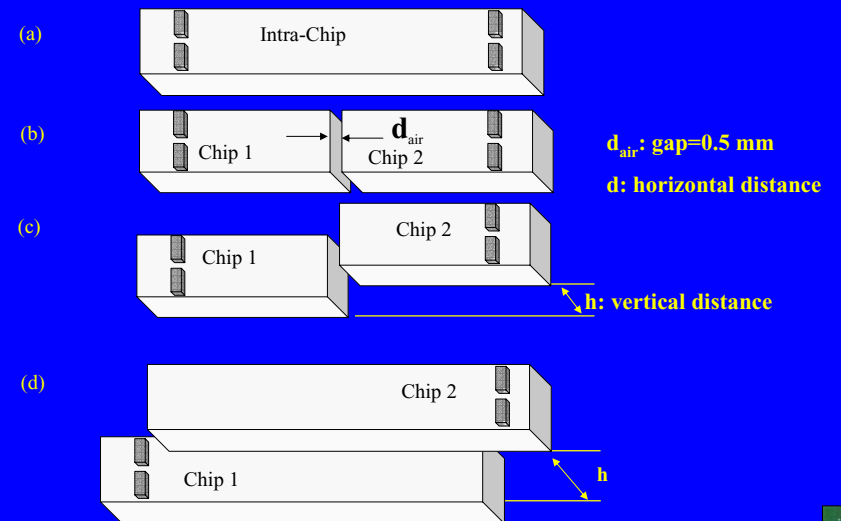 (a)
Intra-Chip
(b)
Chip 1
d_air
Chip 2
d_air: gap=0.5 mm
d: horizontal distance
(c)
Chip 1
Chip 2
h: vertical distance
(d)
Chip 2
Chip 1
h